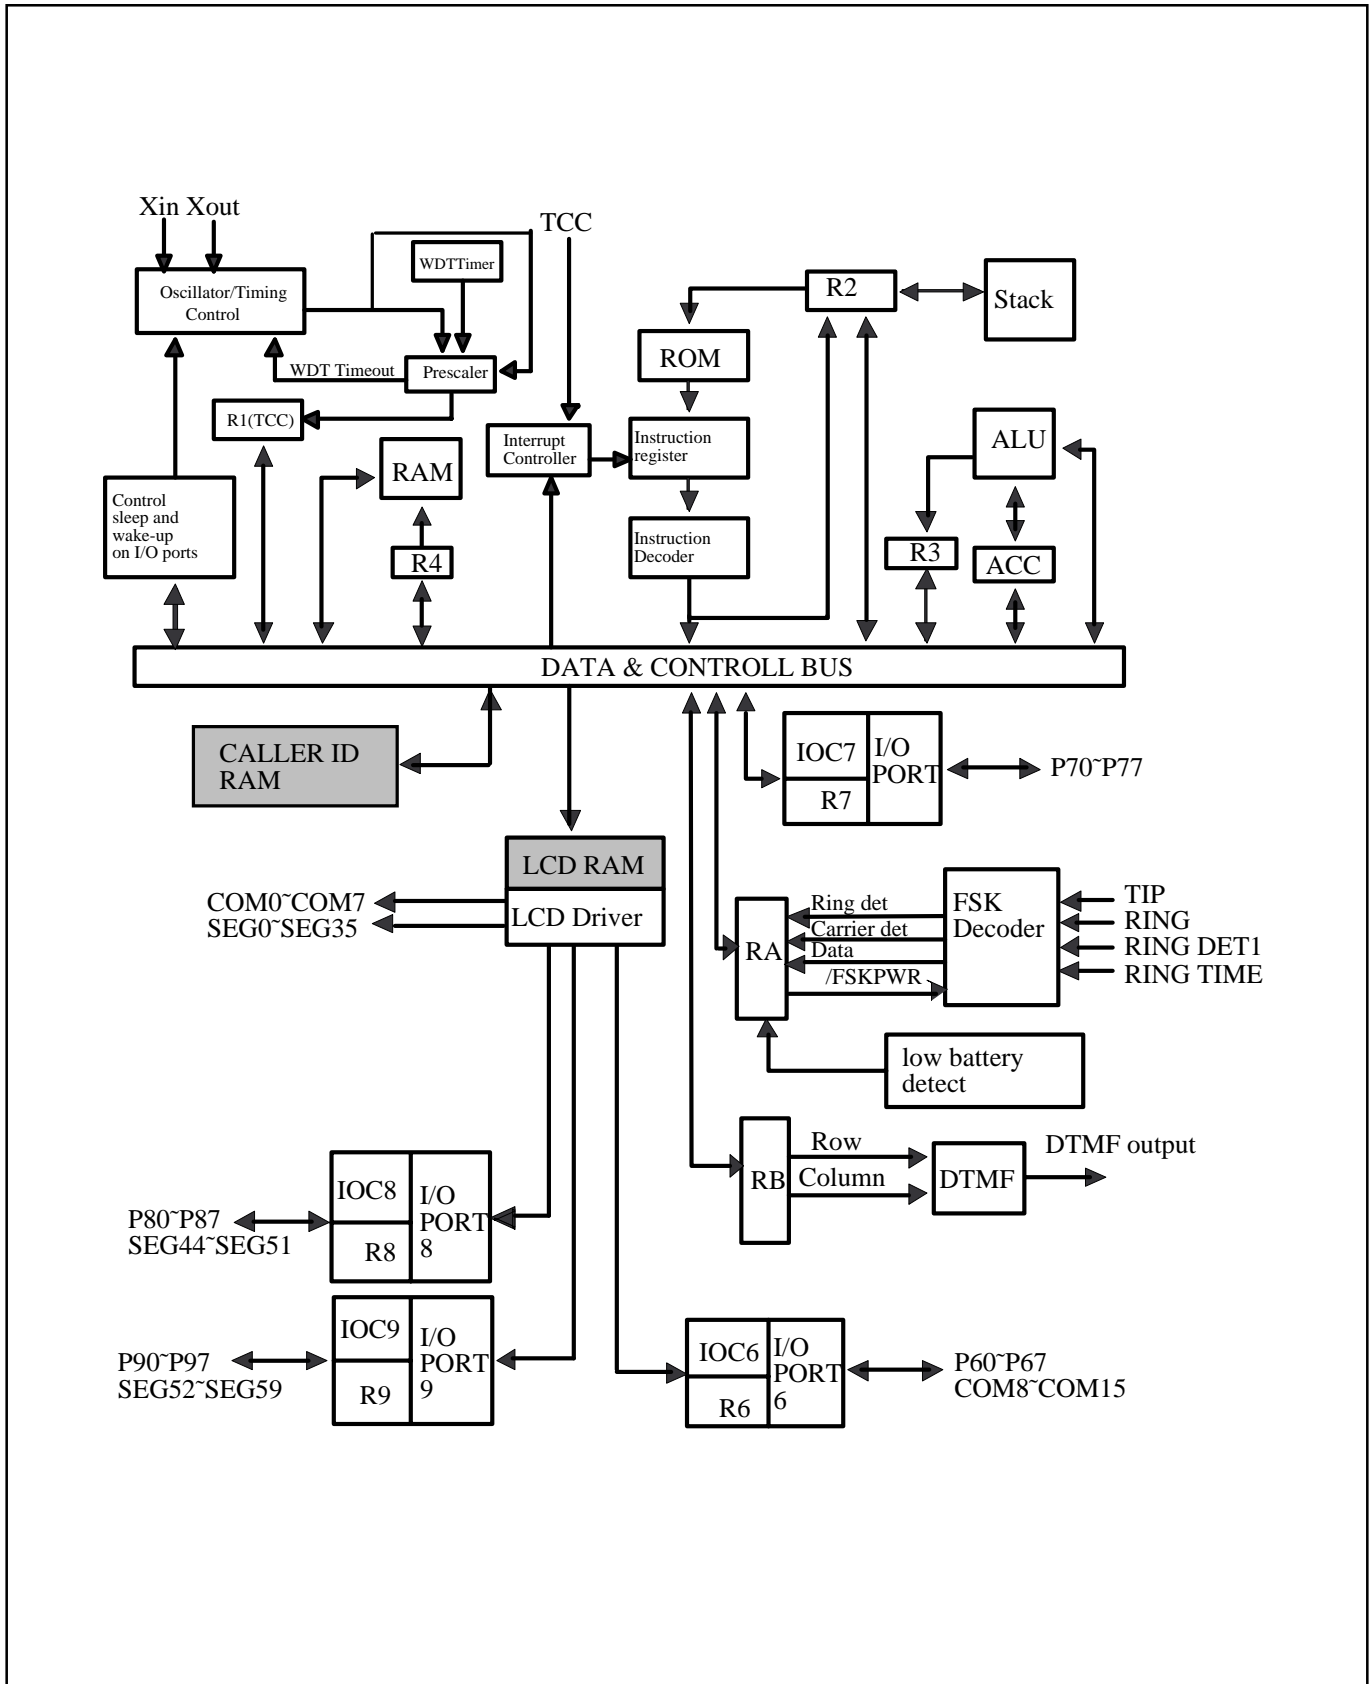 Xin Xout
TCC
WDTTimer
Oscillator/Timing
Control
R2
Stack
ROM
WDT Timeout
Prescaler
R1(TCC)
Interrupt
Controller
Instruction
register
ALU
RAM
Control
sleep and
wake-up
on I/O ports
Instruction
Decoder
R4
R3
ACC
DATA & CONTROLL BUS
CALLER ID
RAM
IOC7
R7
I/O
PORT
P70~P77
LCD RAM
LCD Driver
COM0~COM7
SEG0~SEG35
RA
Ring det
Carrier det
Data
/FSKPWR
FSK
Decoder
TIP
RING
RING DET1
RING TIME
low battery
detect
RB
Row
Column
DTMF
DTMF output
P80~P87
SEG44~SEG51
IOC8
R8
I/O
PORT
8
P90~P97
SEG52~SEG59
IOC9
R9
I/O
PORT
9
IOC6
R6
I/O
PORT
6
P60~P67
COM8~COM15